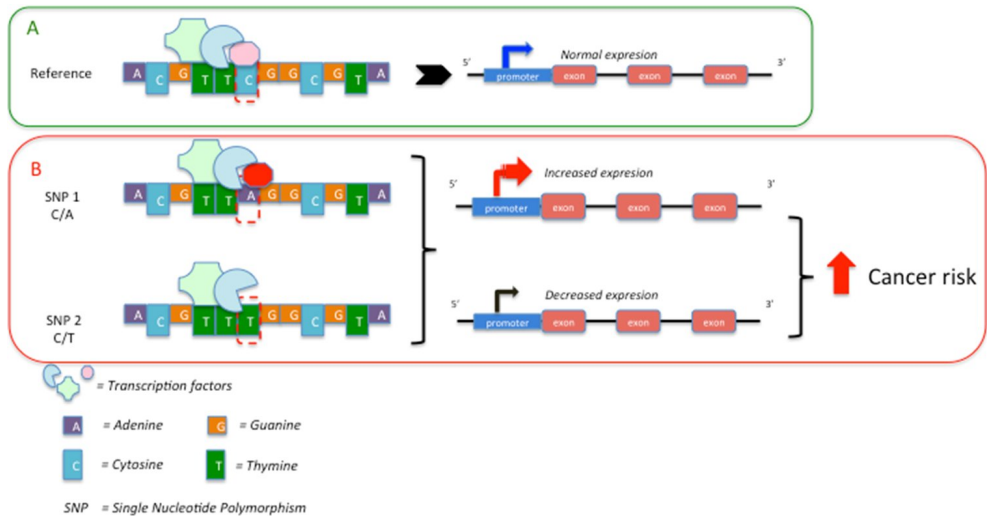 A
Reference
A C G T T C G G C G T A
5' 3'
Normal expresion
promoter exon exon exon
B
SNP 1
C/A
A C G T T A G G C G T A
5' 3'
Increased expresion
promoter exon exon exon
SNP 2
C/T
A C G T T T G G C G T A
5' 3'
Decreased expresion
promoter exon exon exon
Cancer risk
= Transcription factors
A = Adenine G = Guanine
C = Cytosine T = Thymine
SNP = Single Nucleotide Polymorphism